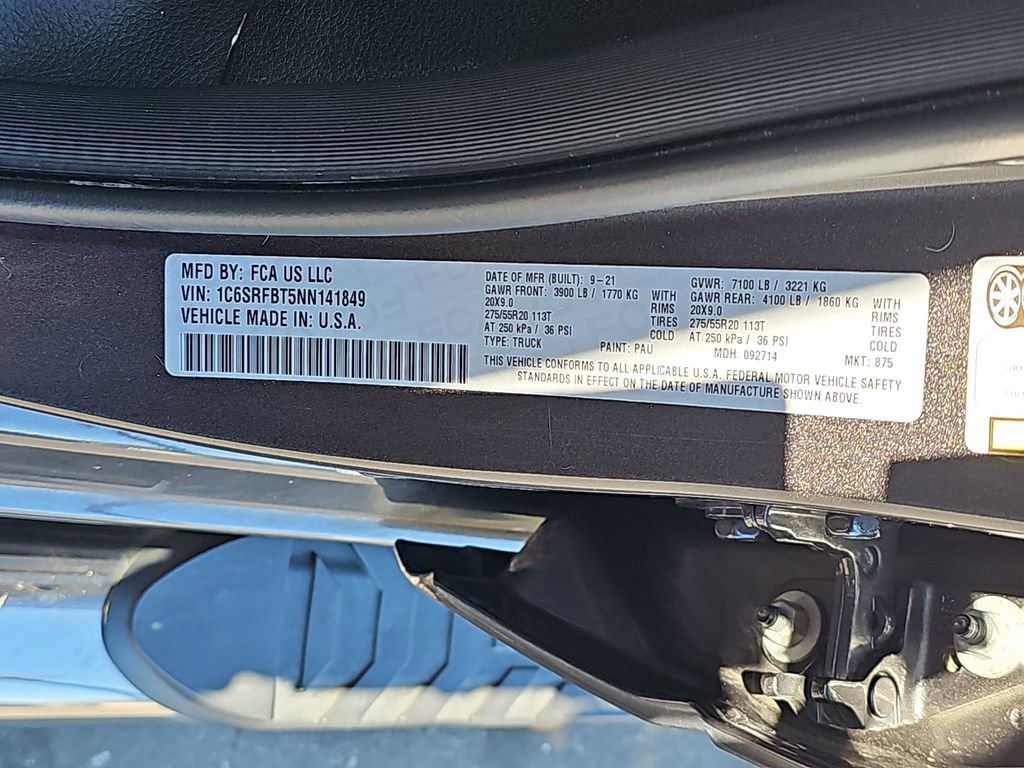 MFD BY: FCA US LLC
VIN: 1C6SRFBT5NN141849
VEHICLE MADE IN: U.S.A.
DATE OF MFR (BUILT): 9-21 GVWR: 7100 LB / 3221 KG
GAWR FRONT: 3900 LB / 1770 KG WITH GAWR REAR: 4100 LB / 1860 KG WITH
20X9.0 RIMS 20X9.0 RIMS
275/55R20 113T TIRES 275/55R20 113T TIRES
AT 250 kPa / 36 PSI COLD AT 250 kPa / 36 PSI COLD
TYPE: TRUCK PAINT: PAU MDH: 092714 MKT: 875
THIS VEHICLE CONFORMS TO ALL APPLICABLE U.S.A. FEDERAL MOTOR VEHICLE SAFETY
STANDARDS IN EFFECT ON THE DATE OF MANUFACTURE SHOWN ABOVE.